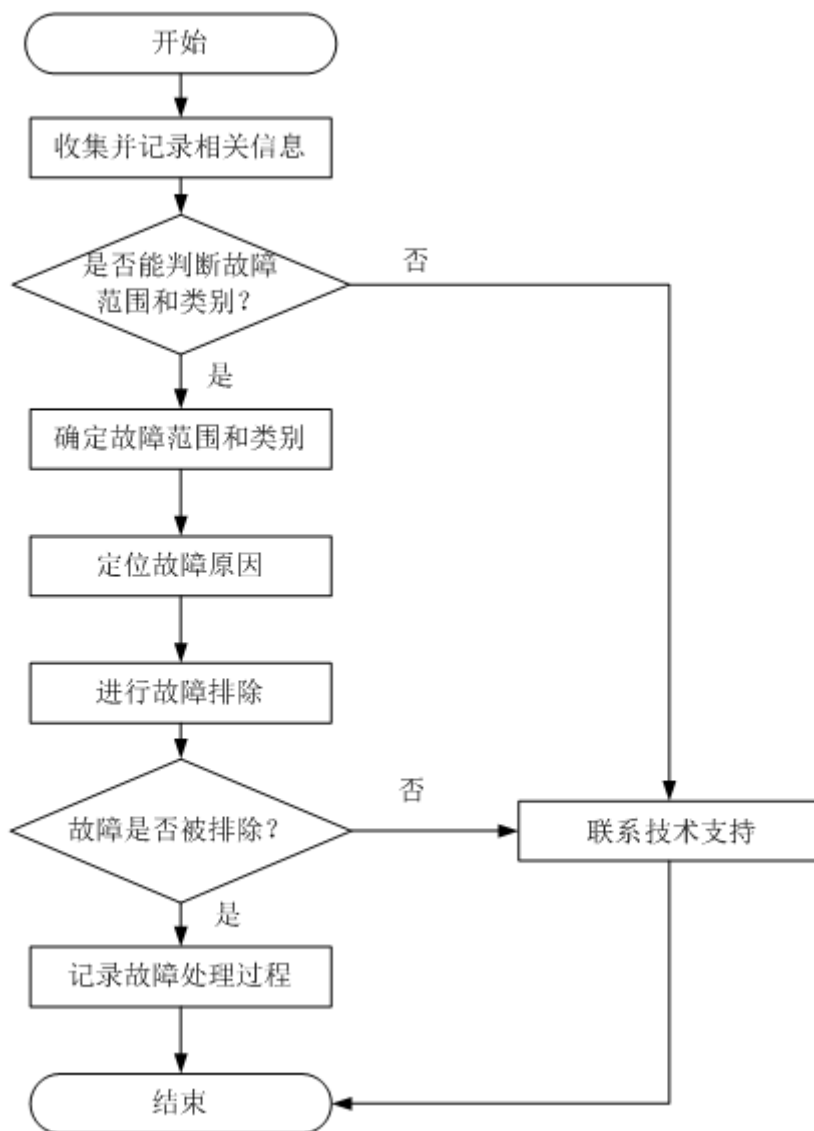 开始
收集并记录相关信息
是否能判断故障
范围和类别？
否
是
确定故障范围和类别
定位故障原因
进行故障排除
故障是否被排除？
否
联系技术支持
是
记录故障处理过程
结束